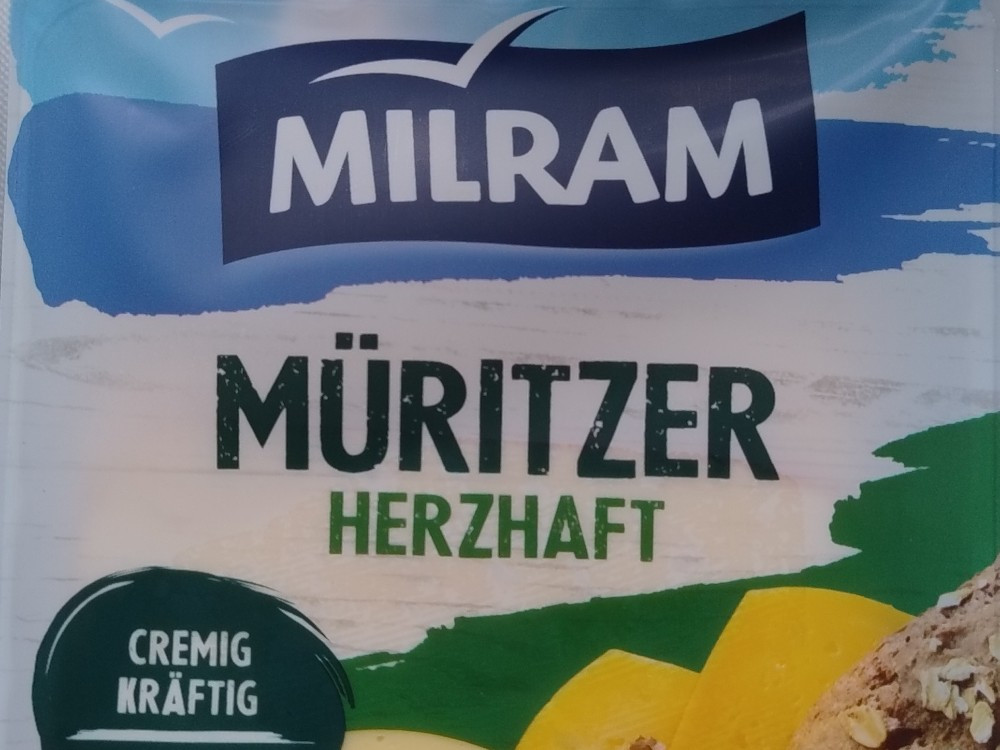 MILRAM
MÜRITZER
HERZHAFT
CREMIG
KRÄFTIG